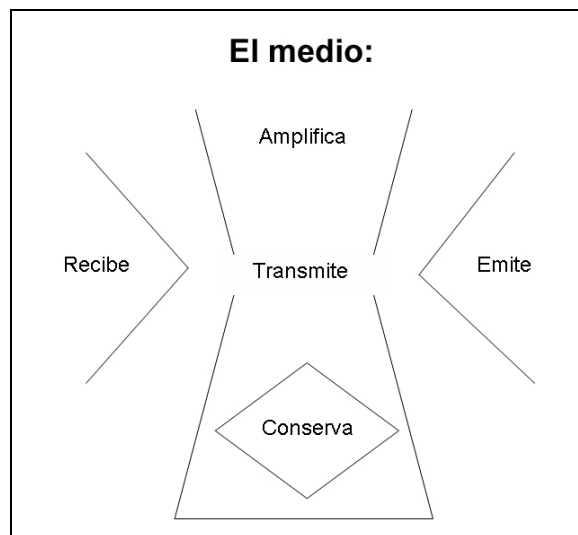 El medio:
Amplifica
Recibe
Transmite
Emite
Conserva